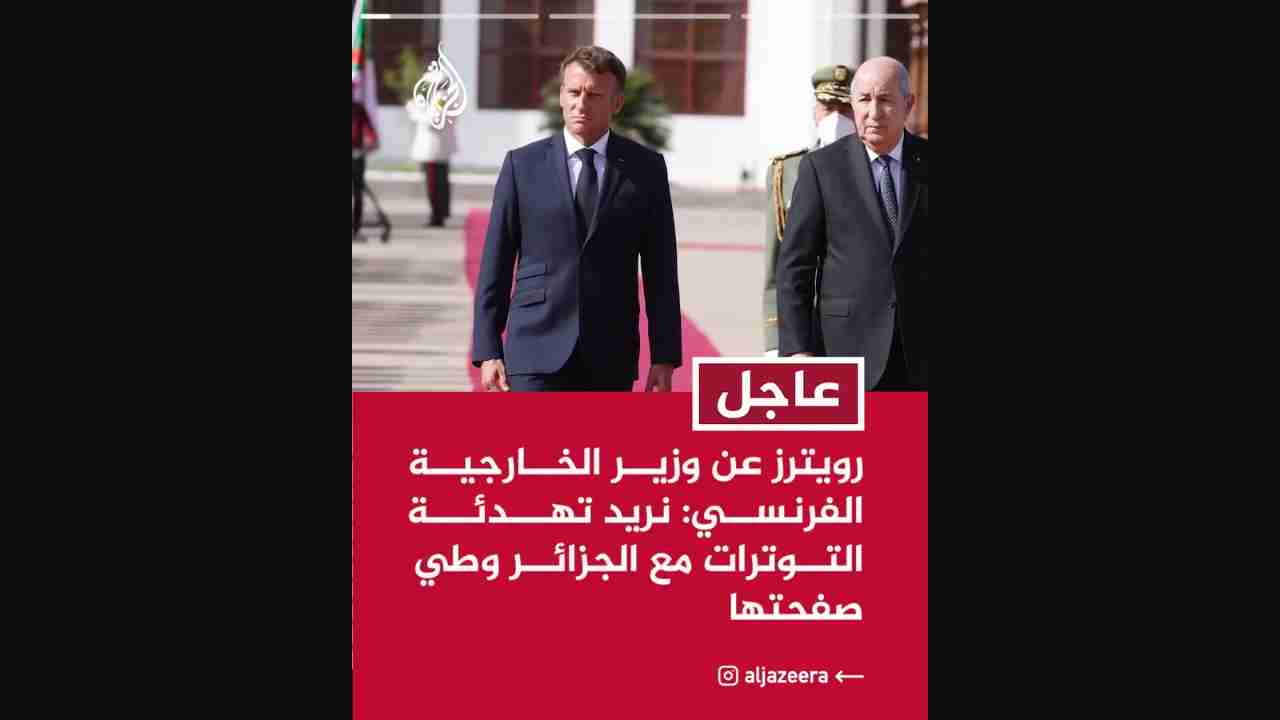 عاجل
رويترز عن وزير الخارجية
الفرنسي: نريد تهدئة
التوترات مع الجزائر وطي
صفحتها
aljazeera